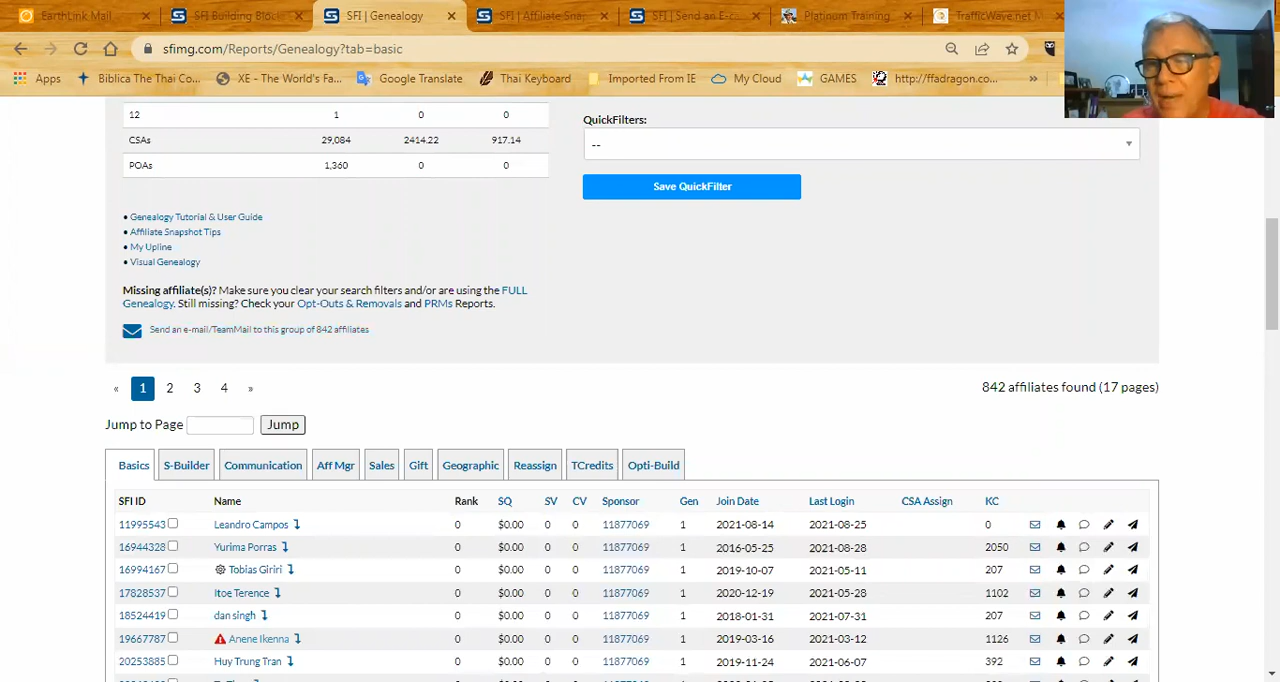 EarthLink Mail
SFI Building Block
SFI | Genealogy
SFI | Affiliate Snap
SFI | Send an E-ca
Platinum Training
TrafficWave.net M
sfimg.com/Reports/Genealogy?tab=basic
Apps
Biblica The Thai Co...
XE - The World's Fa...
Google Translate
Thai Keyboard
Imported From IE
My Cloud
GAMES
http://ffadragon.co...
»
12 1 0 0
CSAs 29,084 2414.22 917.14
POAs 1,360 0 0
QuickFilters:
--
Save QuickFilter
• Genealogy Tutorial & User Guide
• Affiliate Snapshot Tips
• My Upline
• Visual Genealogy
Missing affiliate(s)? Make sure you clear your search filters and/or are using the FULL
Genealogy. Still missing? Check your Opt-Outs & Removals and PRMs Reports.
Send an e-mail/TeamMail to this group of 842 affiliates
« 1 2 3 4 »
842 affiliates found (17 pages)
Jump to Page Jump
Basics S-Builder Communication Aff Mgr Sales Gift Geographic Reassign TCredits Opti-Build
SFI ID Name Rank SQ SV CV Sponsor Gen Join Date Last Login CSA Assign KC
11995543 Leandro Campos 0 $0.00 0 0 11877069 1 2021-08-14 2021-08-25 0
16944328 Yurima Porras 0 $0.00 0 0 11877069 1 2016-05-25 2021-08-28 2050
16994167 Tobias Giriri 0 $0.00 0 0 11877069 1 2019-10-07 2021-05-11 207
17828537 Itoe Terence 0 $0.00 0 0 11877069 1 2020-12-19 2021-05-28 1102
18524419 dan singh 0 $0.00 0 0 11877069 1 2018-01-31 2021-07-31 207
19667787 Anene Ikenna 0 $0.00 0 0 11877069 1 2019-03-16 2021-03-12 1126
20253885 Huy Trung Tran 0 $0.00 0 0 11877069 1 2019-11-24 2021-06-07 392